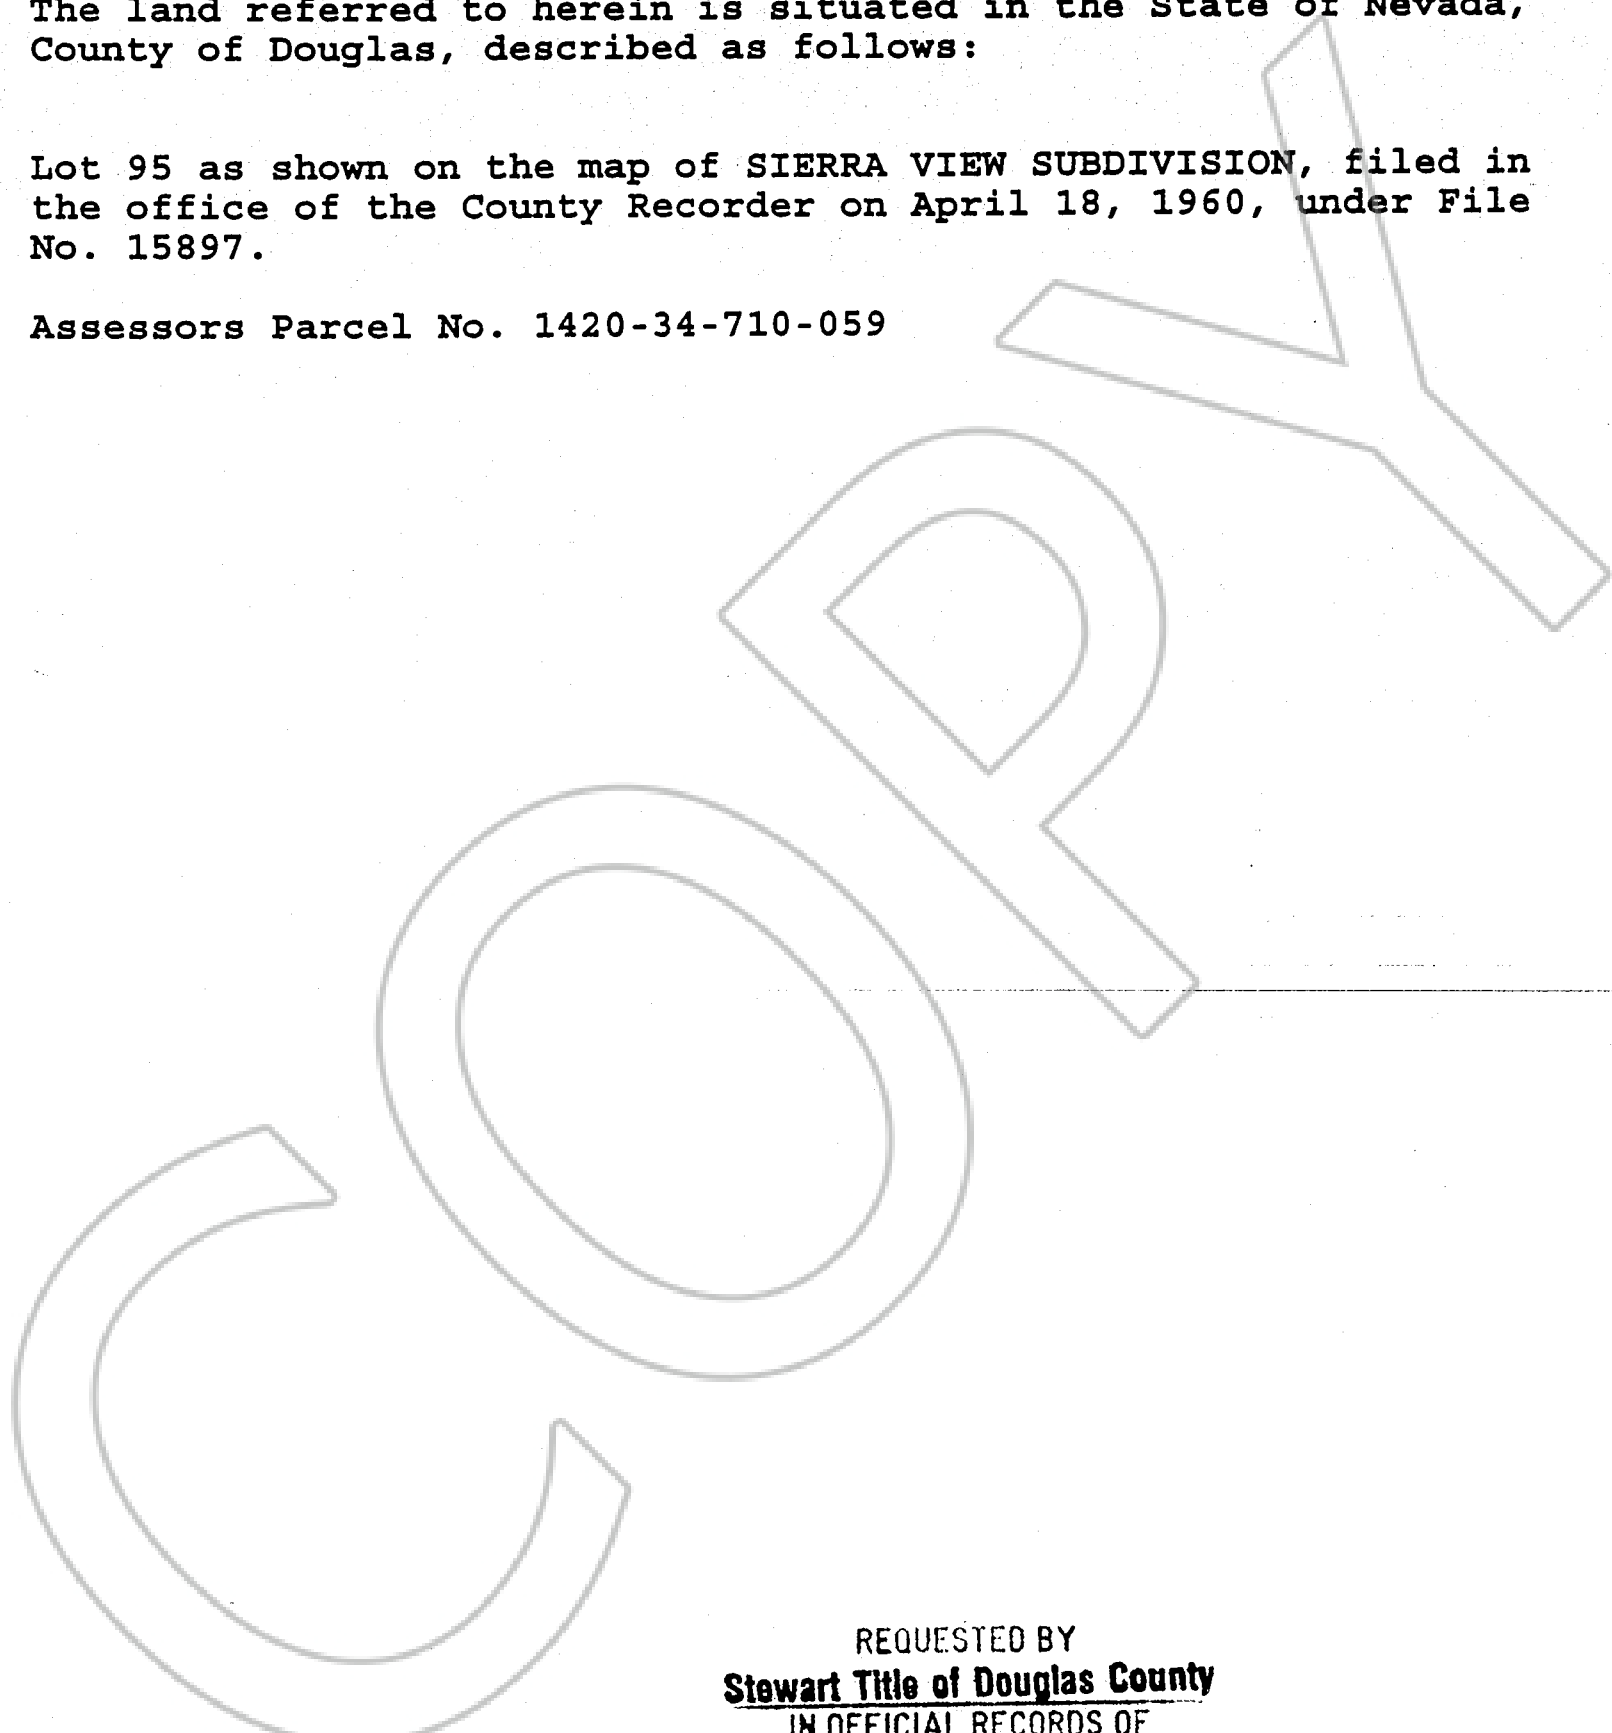 The land referred to herein is situated in the State of Nevada,
County of Douglas, described as follows:
Lot 95 as shown on the map of SIERRA VIEW SUBDIVISION, filed in
the office of the County Recorder on April 18, 1960, under File
No. 15897.
Assessors Parcel No. 1420-34-710-059
COPY
REQUESTED BY
Stewart Title of Douglas County
IN OFFICIAL RECORDS OF